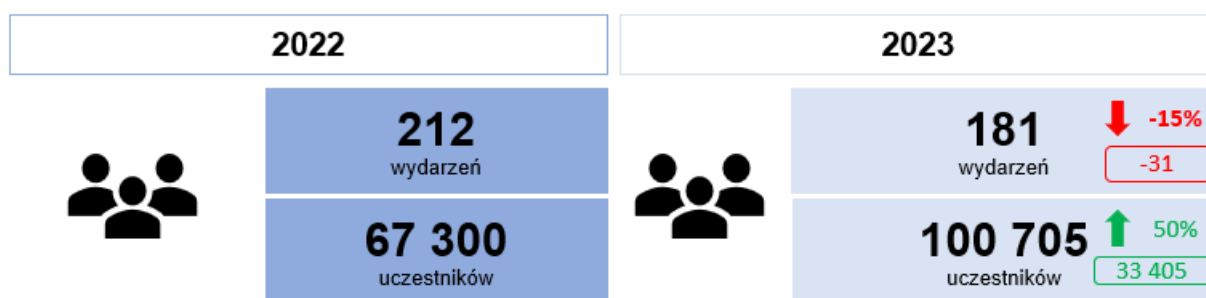 2022
212
wydarzeń
67 300
uczestników
2023
181
wydarzeń
-15%
-31
100 705
uczestników
50%
33 405